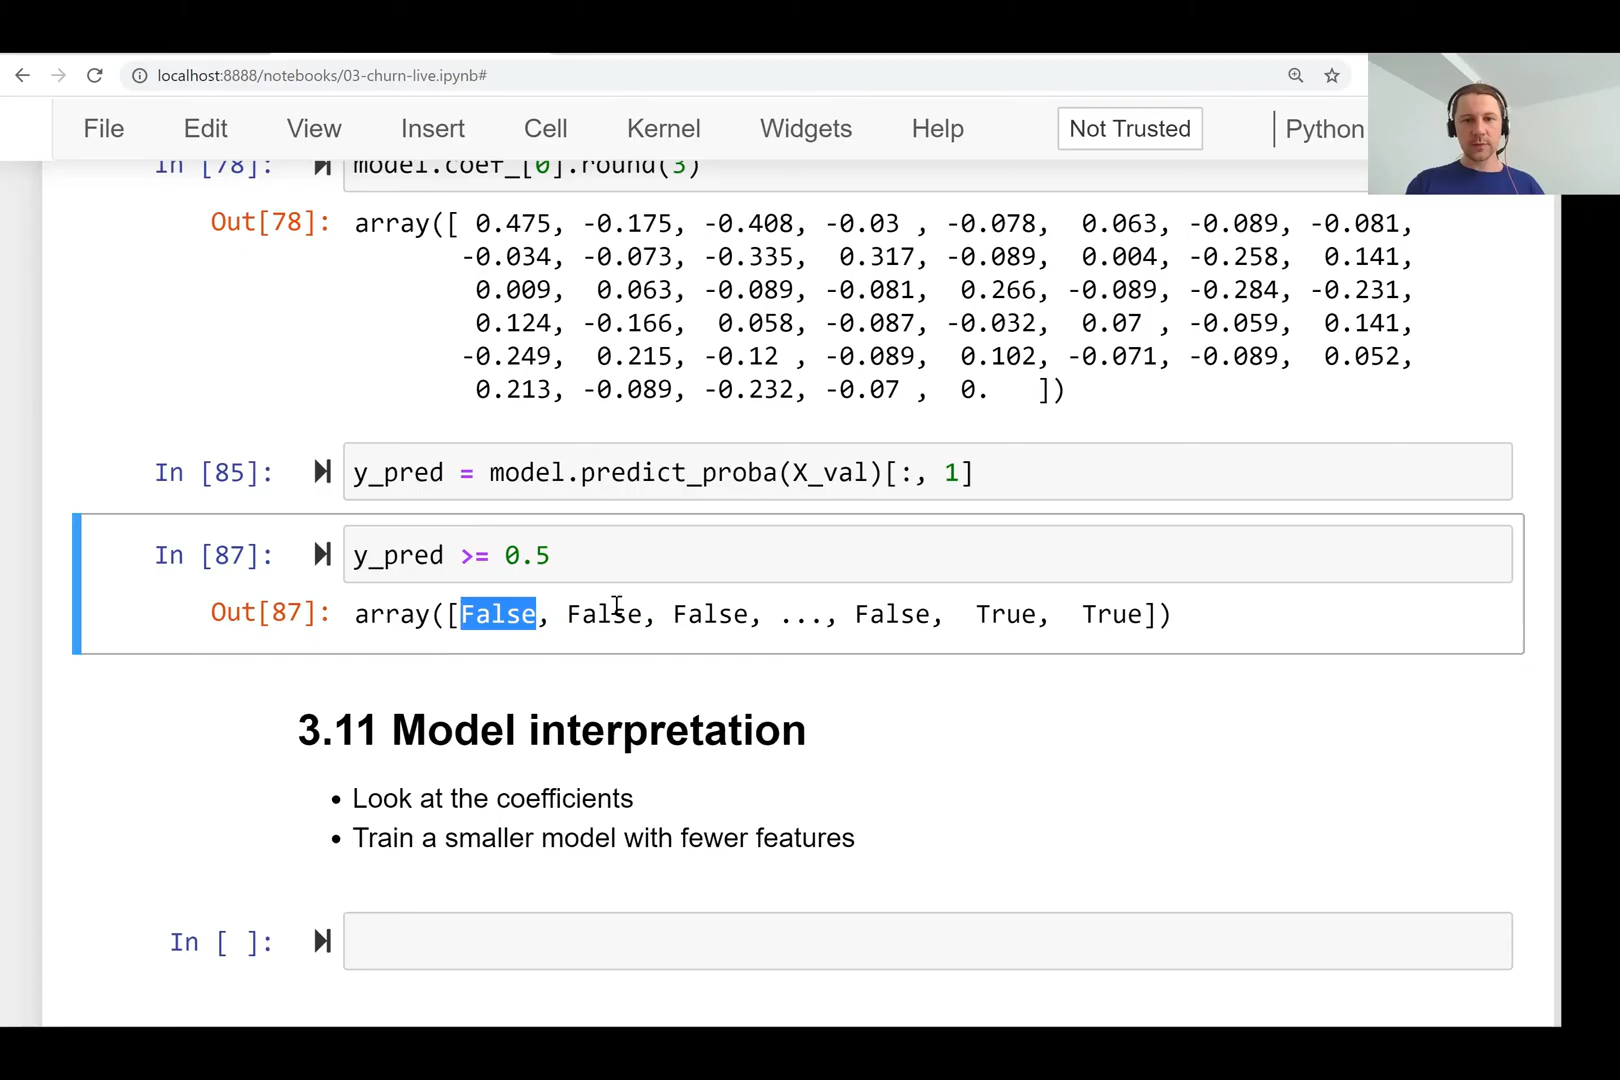 localhost:8888/notebooks/03-churn-live.ipynb#
File Edit View Insert Cell Kernel Widgets Help Not Trusted Python
In [78]: model.coef_[0].round(3)
Out[78]: array([ 0.475, -0.175, -0.408, -0.03 , -0.078, 0.063, -0.089, -0.081,
-0.034, -0.073, -0.335, 0.317, -0.089, 0.004, -0.258, 0.141,
0.009, 0.063, -0.089, -0.081, 0.266, -0.089, -0.284, -0.231,
0.124, -0.166, 0.058, -0.087, -0.032, 0.07 , -0.059, 0.141,
-0.249, 0.215, -0.12 , -0.089, 0.102, -0.071, -0.089, 0.052,
0.213, -0.089, -0.232, -0.07 , 0. ])
In [85]: y_pred = model.predict_proba(X_val)[:, 1]
In [87]: y_pred >= 0.5
Out[87]: array([False, False, False, ..., False, True, True])
3.11 Model interpretation
• Look at the coefficients
• Train a smaller model with fewer features
In [ ]: